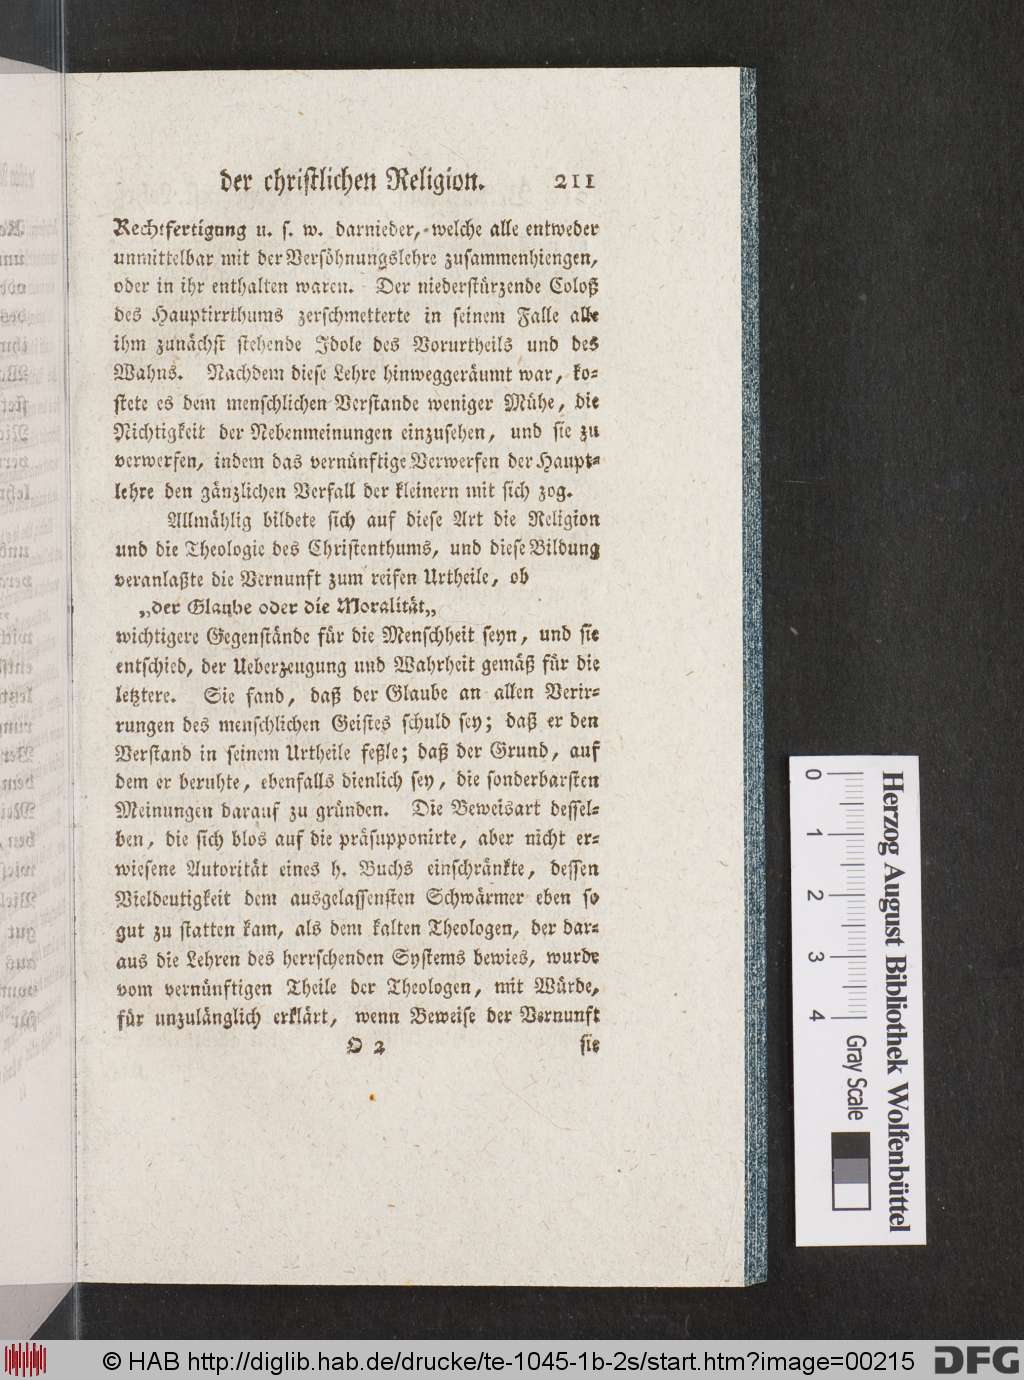 der christlichen Religion. 211
Rechtfertigung u. s. w. darnieder, welche alle entweder
unmittelbar mit der Versöhnungslehre zusammenhiengen,
oder in ihr enthalten waren. Der niederstürzende Coloß
des Hauptirrthums zerschmetterte in seinem Falle alle
ihm zunächst stehende Idole des Vorurtheils und des
Wahns. Nachdem diese Lehre hinweggeräumt war, ko-
stete es dem menschlichen Verstande weniger Mühe, die
Nichtigkeit der Nebenmeinungen einzusehen, und sie zu
verwerfen, indem das vernünftige Verwerfen der Haupt-
lehre den gänzlichen Verfall der kleinern mit sich zog.
Allmählig bildete sich auf diese Art die Religion
und die Theologie des Christenthums, und diese Bildung
veranlaßte die Vernunft zum reifen Urtheile, ob
„der Glaube oder die Moralität„
wichtigere Gegenstände für die Menschheit seyn, und sie
entschied, der Ueberzeugung und Wahrheit gemäß für die
letztere. Sie fand, daß der Glaube an allen Verir-
rungen des menschlichen Geistes schuld sey; daß er den
Verstand in seinem Urtheile feßle; daß der Grund, auf
dem er beruhte, ebenfalls dienlich sey, die sonderbarsten
Meinungen darauf zu gründen. Die Beweisart dessel-
ben, die sich blos auf die präsupponirte, aber nicht er-
wiesene Autorität eines h. Buchs einschränkte, dessen
Vieldeutigkeit dem ausgelassensten Schwärmer eben so
gut zu statten kam, als dem kalten Theologen, der dar-
aus die Lehren des herrschenden Systems bewies, wurde
vom vernünftigen Theile der Theologen, mit Würde,
für unzulänglich erklärt, wenn Beweise der Vernunft
O 2 sie
0 1 2 3 4 Gray Scale
Herzog August Bibliothek Wolfenbüttel
© HAB http://diglib.hab.de/drucke/te-1045-1b-2s/start.htm?image=00215
DFG